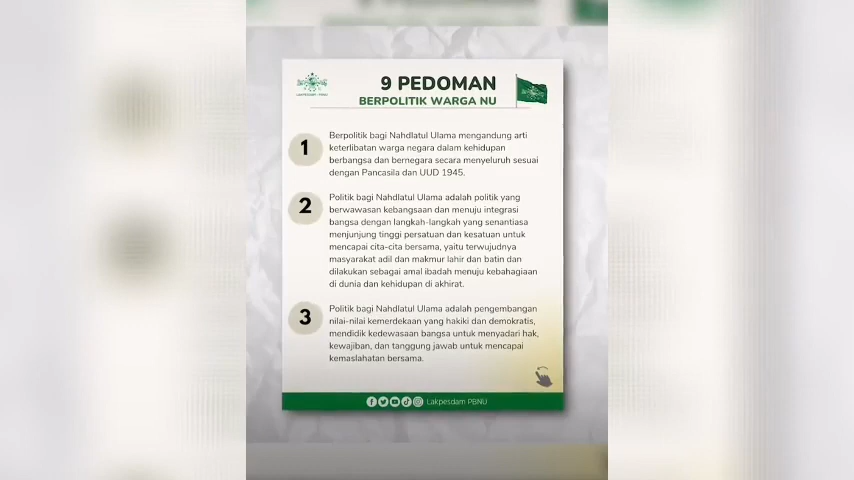 LAKPESDAM - PBNU
9 PEDOMAN
BERPOLITIK WARGA NU
1
Berpolitik bagi Nahdlatul Ulama mengandung arti
keterlibatan warga negara dalam kehidupan
berbangsa dan bernegara secara menyeluruh sesuai
dengan Pancasila dan UUD 1945.
2
Politik bagi Nahdlatul Ulama adalah politik yang
berwawasan kebangsaan dan menuju integrasi
bangsa dengan langkah-langkah yang senantiasa
menjunjung tinggi persatuan dan kesatuan untuk
mencapai cita-cita bersama, yaitu terwujudnya
masyarakat adil dan makmur lahir dan batin dan
dilakukan sebagai amal ibadah menuju kebahagiaan
di dunia dan kehidupan di akhirat.
3
Politik bagi Nahdlatul Ulama adalah pengembangan
nilai-nilai kemerdekaan yang hakiki dan demokratis,
mendidik kedewasaan bangsa untuk menyadari hak,
kewajiban, dan tanggung jawab untuk mencapai
kemaslahatan bersama.
Lakpesdam PBNU